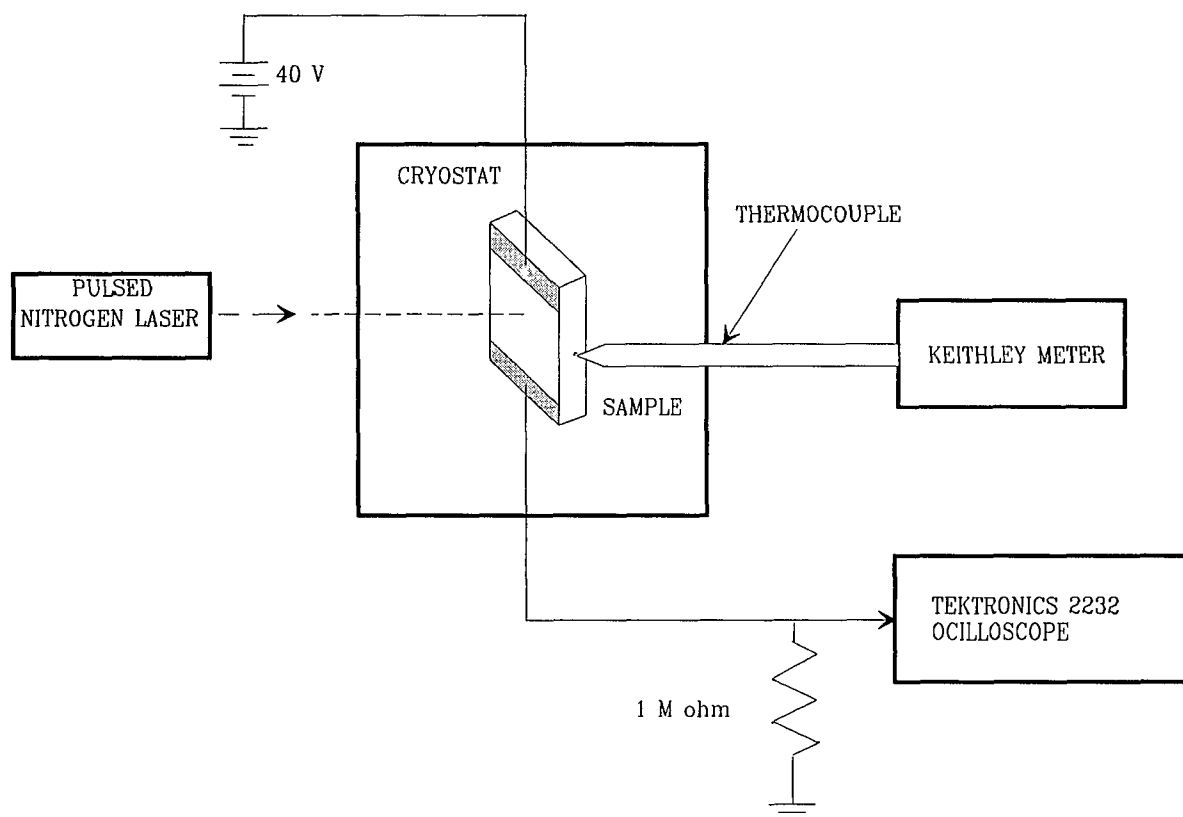 40 V
CRYOSTAT
THERMOCOUPLE
PULSED
NITROGEN LASER
KEITHLEY METER
SAMPLE
TEKTRONICS 2232
OCILLOSCOPE
1 M ohm